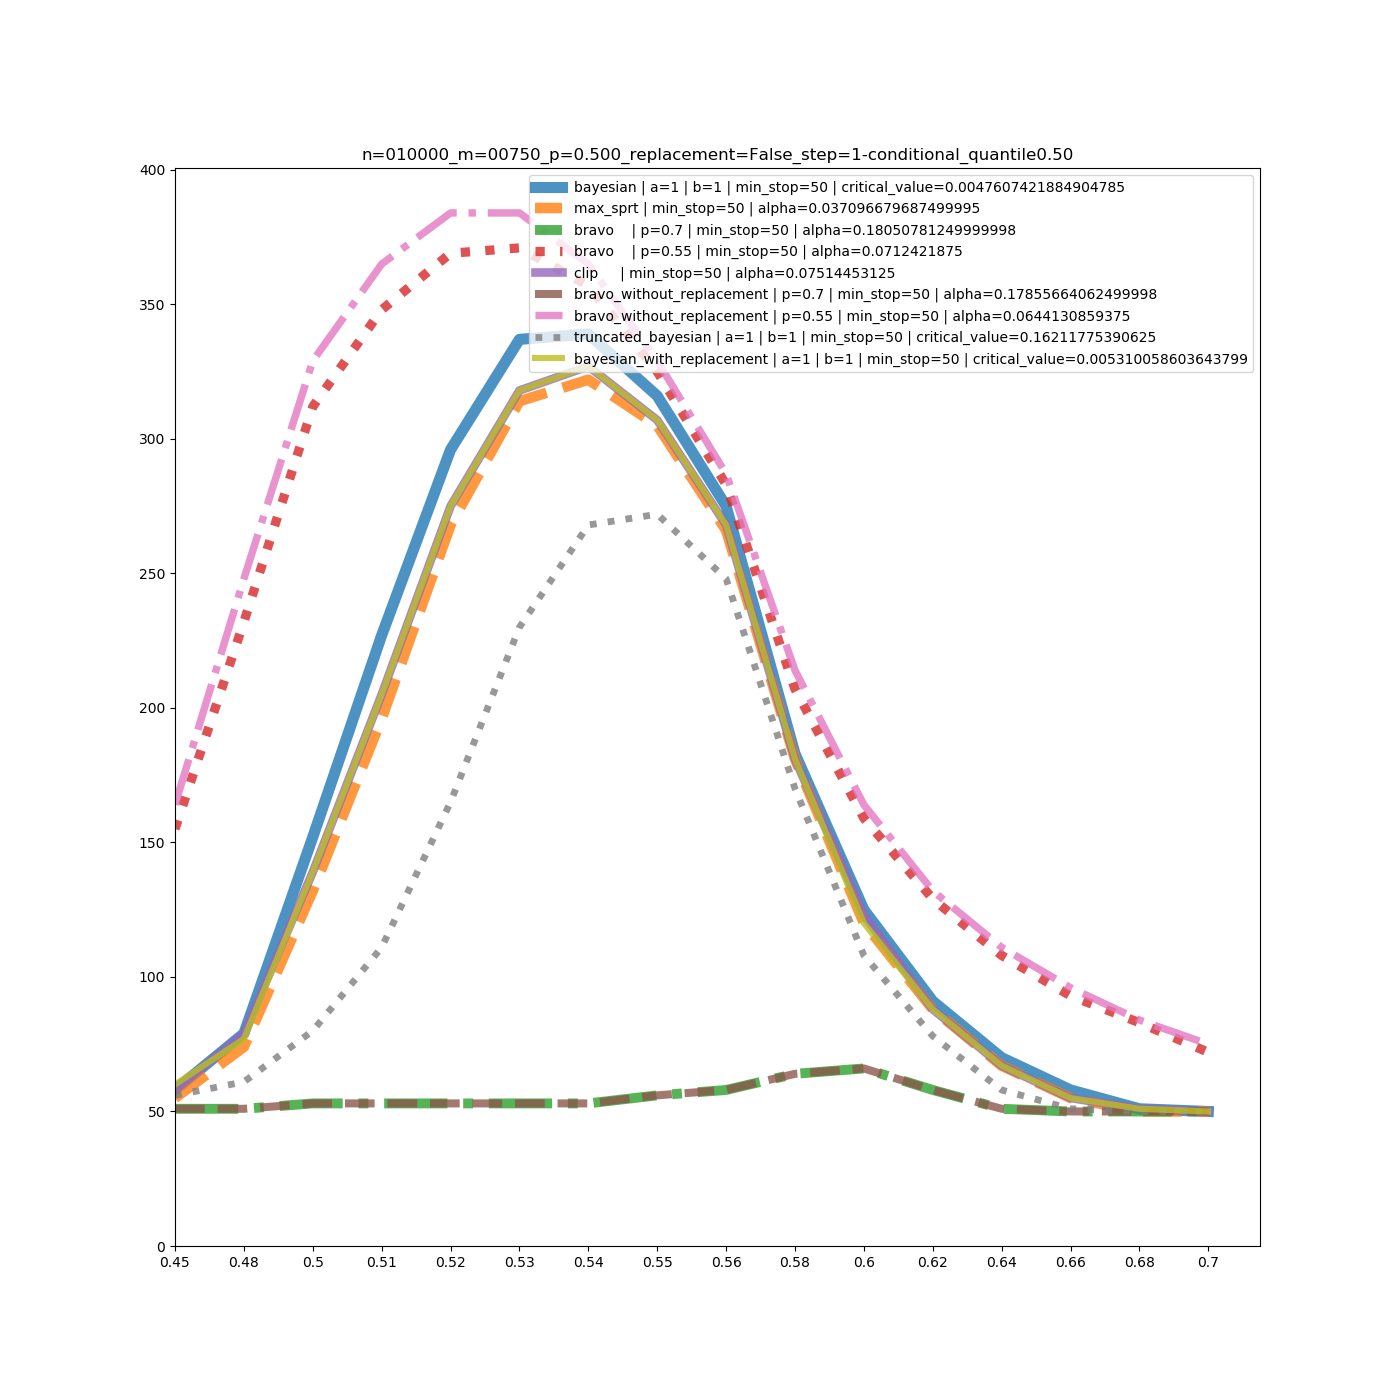 n=010000_m=00750_p=0.500_replacement=False_step=1-conditional_quantile0.50
400
350
300
250
200
150
100
50
0
bayesian | a=1 | b=1 | min_stop=50 | critical_value=0.0047607421884904785
max_sprt | min_stop=50 | alpha=0.037096679687499995
bravo    | p=0.7 | min_stop=50 | alpha=0.18050781249999998
bravo    | p=0.55 | min_stop=50 | alpha=0.0712421875
clip     | min_stop=50 | alpha=0.07514453125
bravo_without_replacement | p=0.7 | min_stop=50 | alpha=0.17855664062499998
bravo_without_replacement | p=0.55 | min_stop=50 | alpha=0.0644130859375
truncated_bayesian | a=1 | b=1 | min_stop=50 | critical_value=0.16211775390625
bayesian_with_replacement | a=1 | b=1 | min_stop=50 | critical_value=0.005310058603643799
0.45 0.48 0.5 0.51 0.52 0.53 0.54 0.55 0.56 0.58 0.6 0.62 0.64 0.66 0.68 0.7